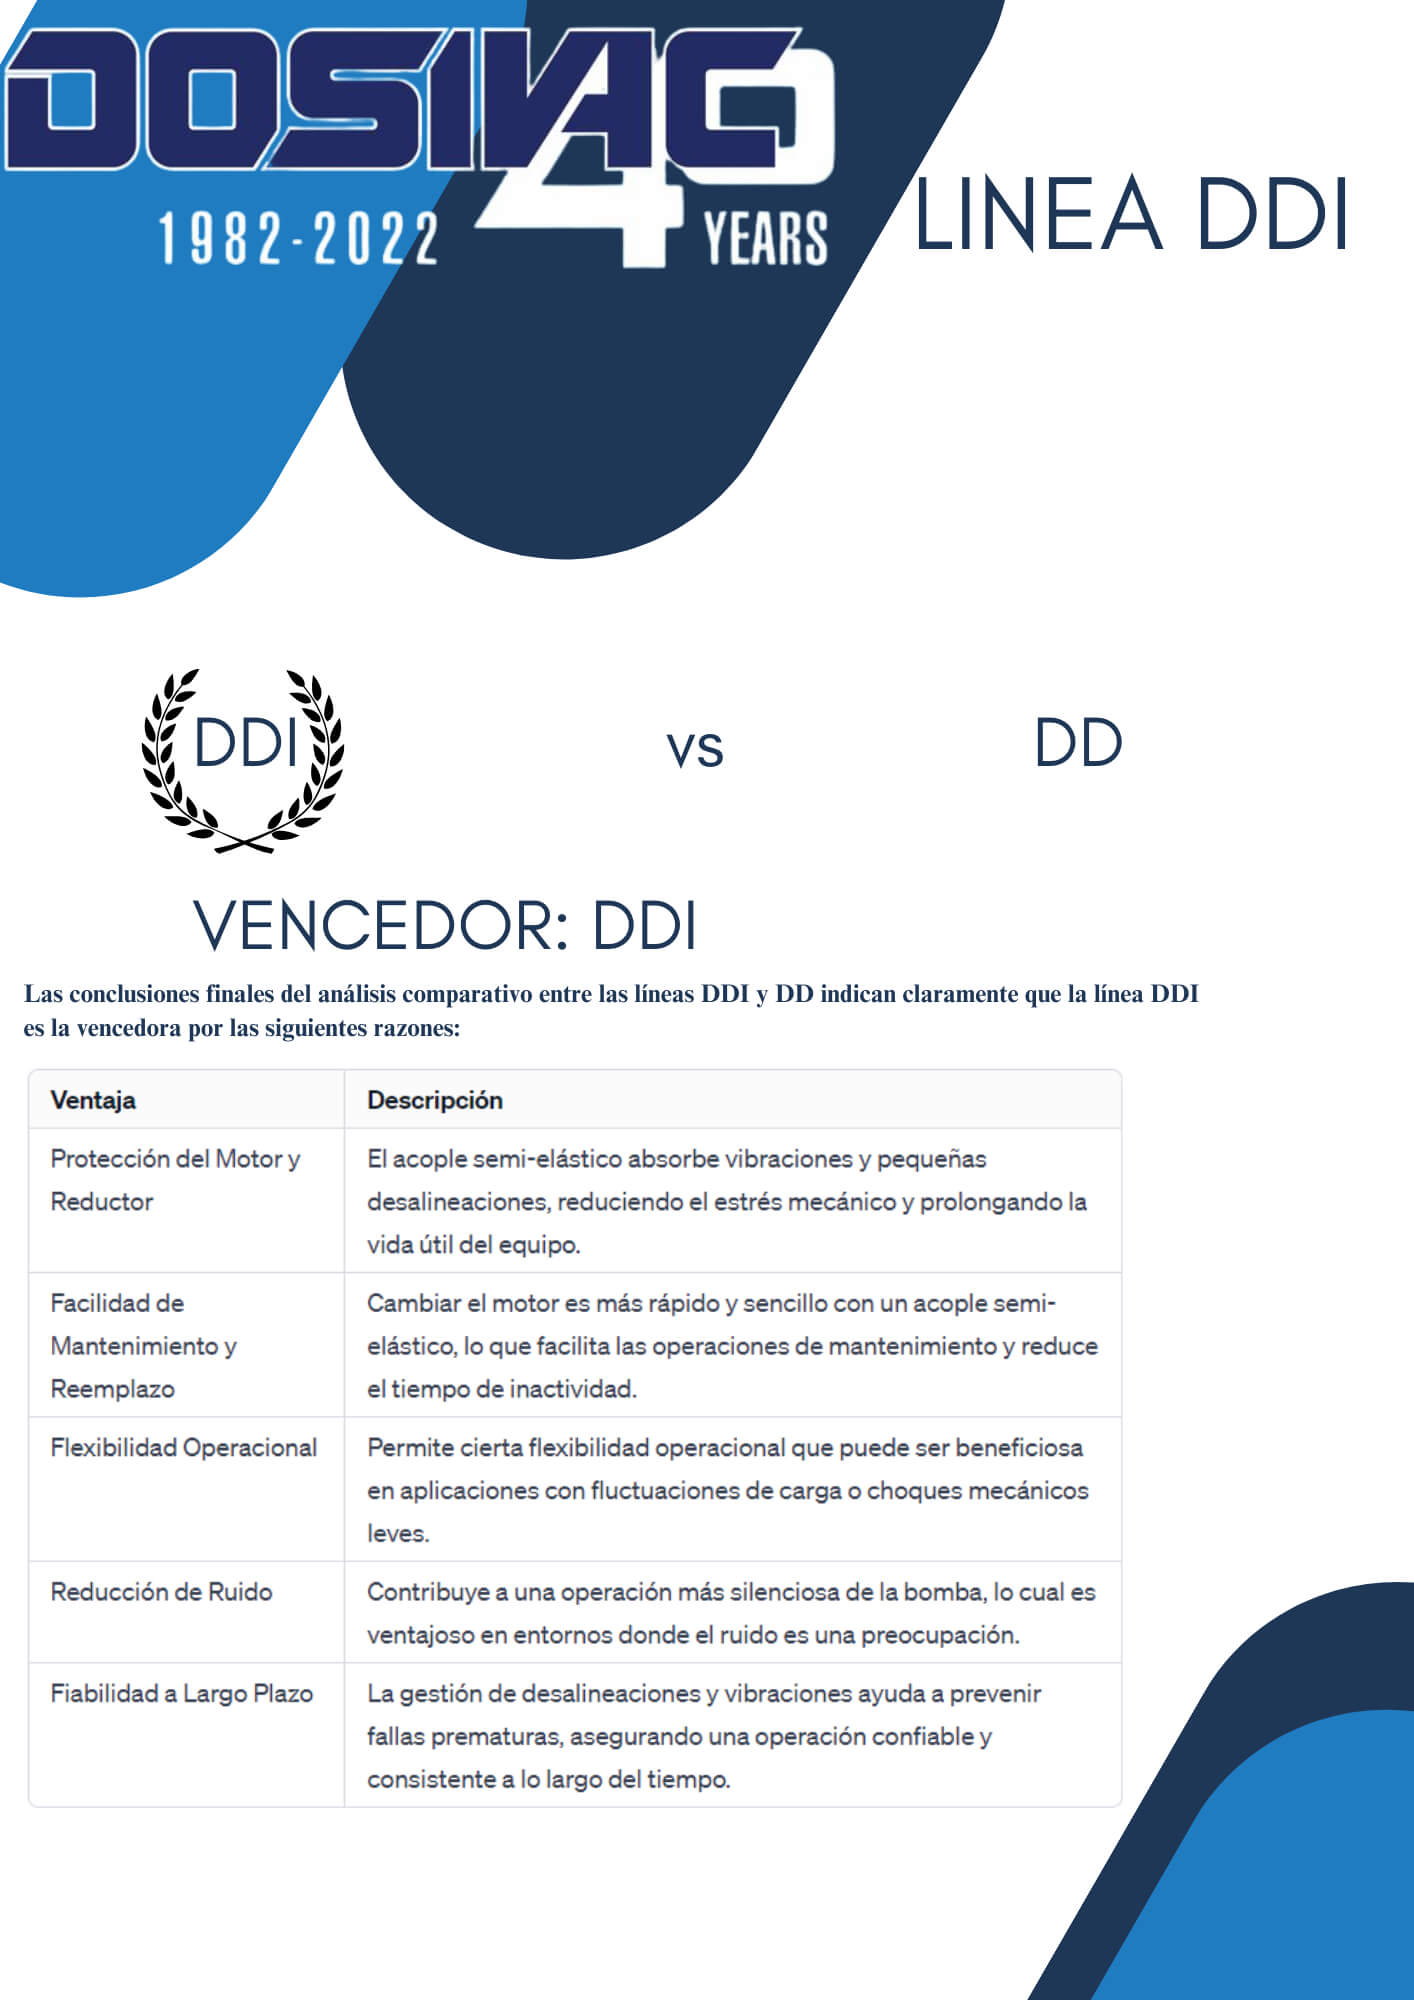 DOSIVAC
40
1982-2022
YEARS
LINEA DDI
DDI
vs
DD
VENCEDOR: DDI
Las conclusiones finales del análisis comparativo entre las líneas DDI y DD indican claramente que la línea DDI
es la vencedora por las siguientes razones:
Ventaja
Descripción
Protección del Motor y
Reductor
El acople semi-elástico absorbe vibraciones y pequeñas
desalineaciones, reduciendo el estrés mecánico y prolongando la
vida útil del equipo.
Facilidad de
Mantenimiento y
Reemplazo
Cambiar el motor es más rápido y sencillo con un acople semi-
elástico, lo que facilita las operaciones de mantenimiento y reduce
el tiempo de inactividad.
Flexibilidad Operacional
Permite cierta flexibilidad operacional que puede ser beneficiosa
en aplicaciones con fluctuaciones de carga o choques mecánicos
leves.
Reducción de Ruido
Contribuye a una operación más silenciosa de la bomba, lo cual es
ventajoso en entornos donde el ruido es una preocupación.
Fiabilidad a Largo Plazo
La gestión de desalineaciones y vibraciones ayuda a prevenir
fallas prematuras, asegurando una operación confiable y
consistente a lo largo del tiempo.